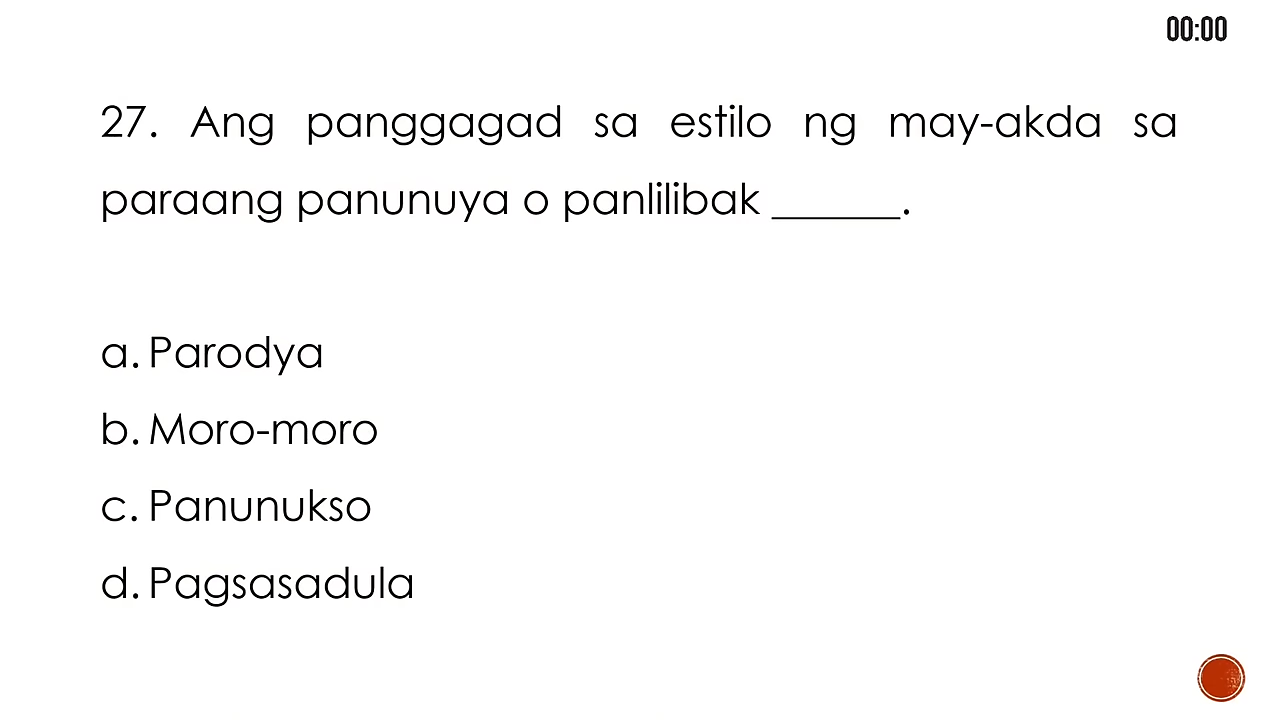 00:00
27. Ang panggagad sa estilo ng may-akda sa
paraang panunuya o panlilibak ______.
a. Parodya
b. Moro-moro
c. Panunukso
d. Pagsasadula